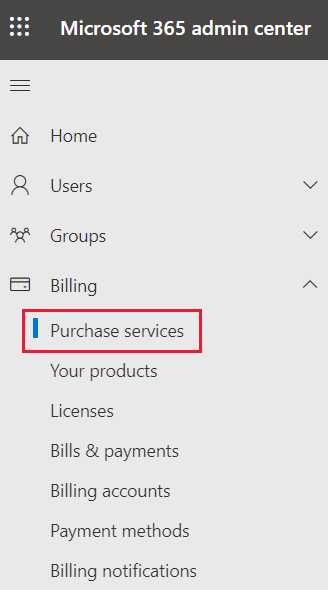 Microsoft 365 admin center
Home
Users
Groups
Billing
Purchase services
Your products
Licenses
Bills & payments
Billing accounts
Payment methods
Billing notifications